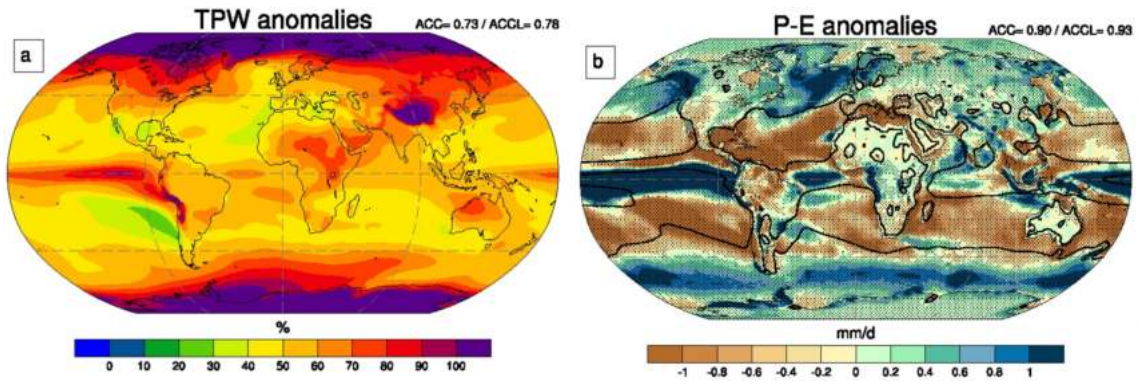 TPW anomalies
ACC= 0.73 / ACCL= 0.78
a
%
0 10 20 30 40 50 60 70 80 90 100
P-E anomalies
ACC= 0.90 / ACCL= 0.93
b
mm/d
-1 -0.8 -0.6 -0.4 -0.2 0 0.2 0.4 0.6 0.8 1